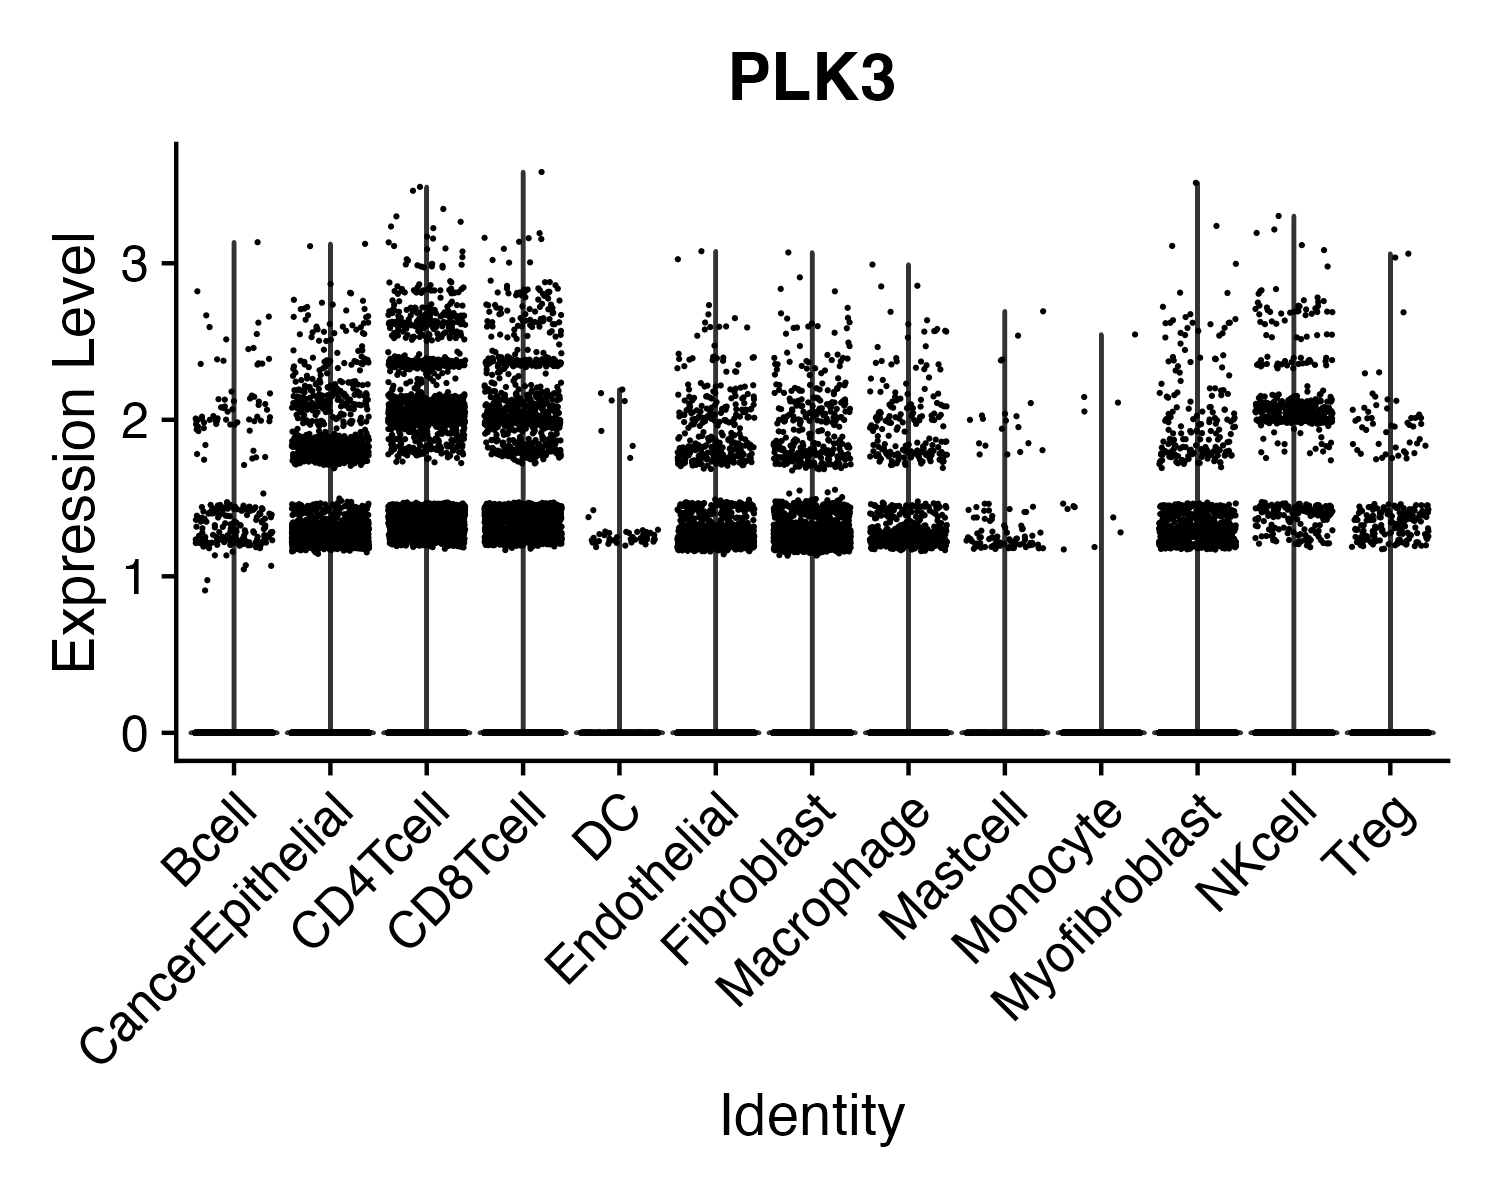 PLK3
Expression Level
3
2
1
0
Bcell
CancerEpithelial
CD4Tcell
CD8Tcell
DC
Endothelial
Fibroblast
Macrophage
Mastcell
Monocyte
Myofibroblast
NKcell
Treg
Identity